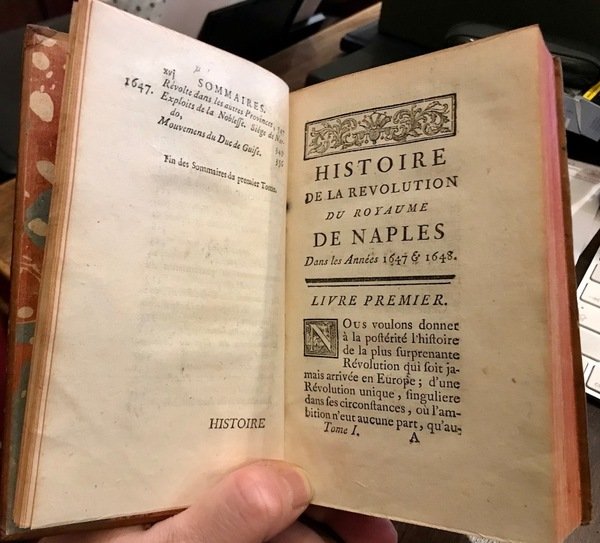 xvj SOMMAIRES.
1647. Révolte dans les autres Provinces,
Exploits de la Noblesse. Siége de Nar-
do,
Mouvemens du Duc de Guise. 356
Fin des Sommaires du premier Tome.
HISTOIRE
HISTOIRE
DE LA REVOLUTION
DU ROYAUME
DE NAPLES
Dans les Années 1647 & 1648.
LIVRE PREMIER.
NOUS voulons donner
à la postérité l'histoire
de la plus surprenante
Révolution qui soit ja-
mais arrivée en Europe; d'une
Révolution unique, singuliere
dans ses circonstances, où l'am-
bition n'eut aucune part, qu'au-
Tome I. A